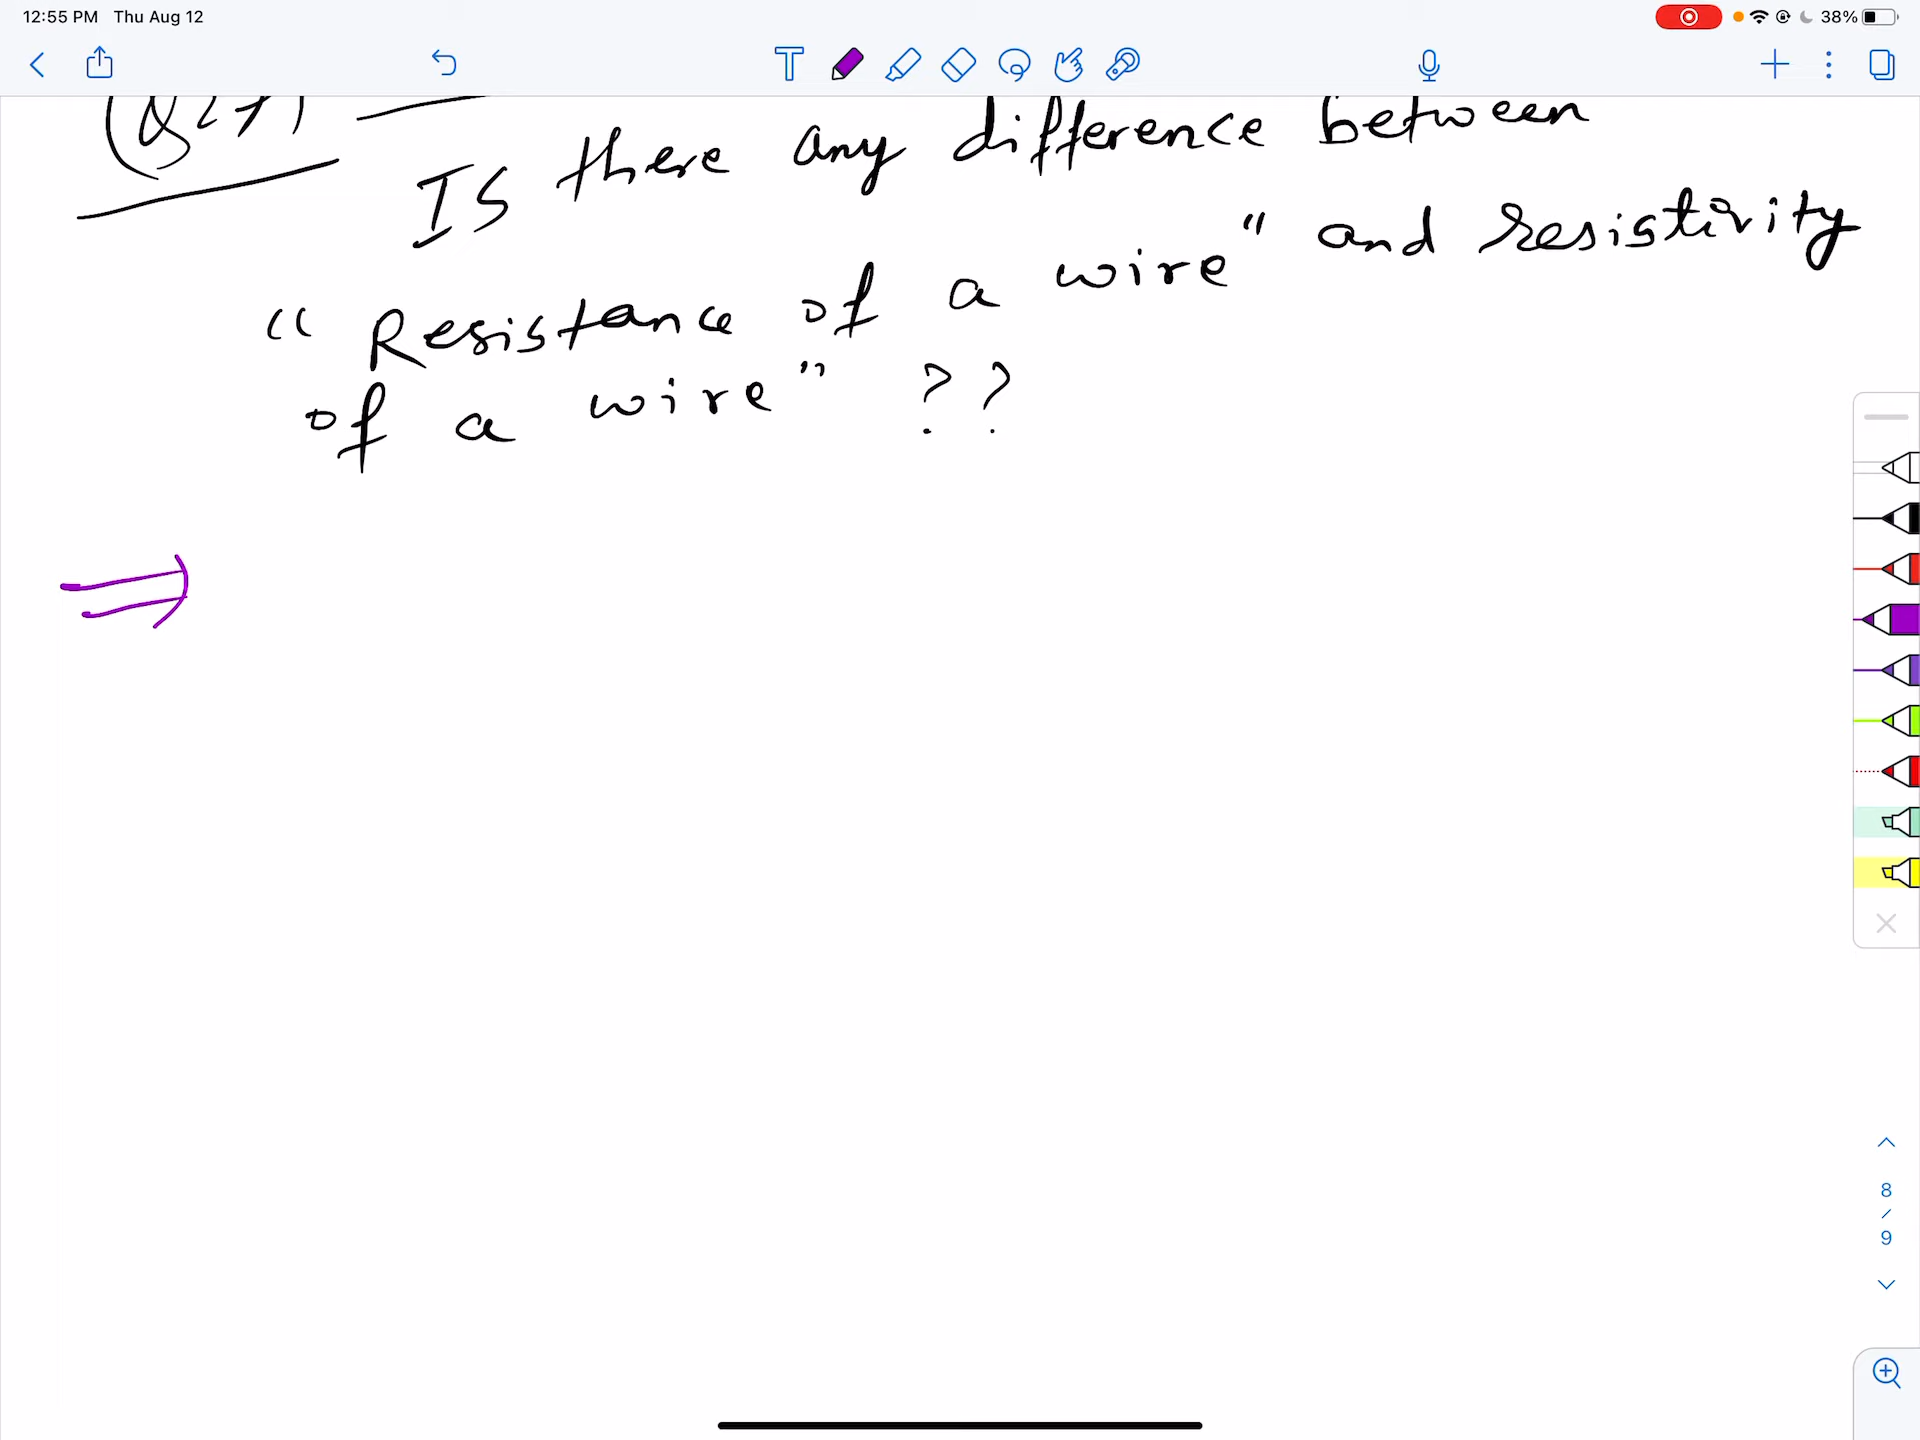 12:55 PM Thu Aug 12
38%
T
IS there any difference between
"Resistance of a wire" and resistivity
of a wire" ??
8
/
9